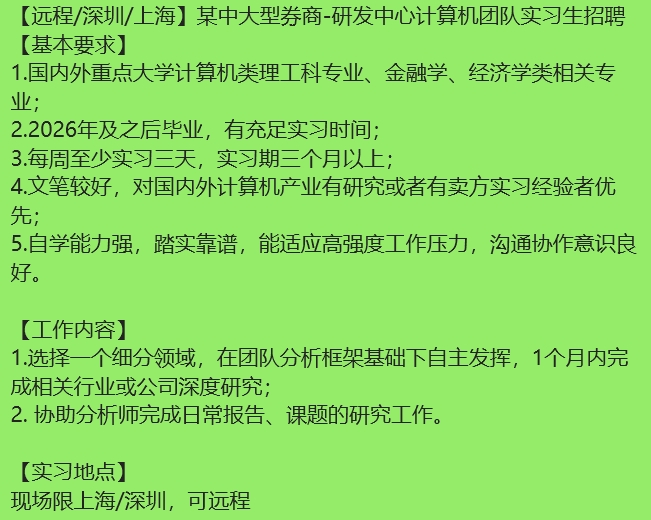 【远程/深圳/上海】某中大型券商-研发中心计算机团队实习生招聘
【基本要求】
1.国内外重点大学计算机类理工科专业、金融学、经济学类相关专
业；
2.2026年及之后毕业，有充足实习时间；
3.每周至少实习三天，实习期三个月以上；
4.文笔较好，对国内外计算机产业有研究或者有卖方实习经验者优
先；
5.自学能力强，踏实靠谱，能适应高强度工作压力，沟通协作意识良
好。
【工作内容】
1.选择一个细分领域，在团队分析框架基础下自主发挥，1个月内完
成相关行业或公司深度研究；
2. 协助分析师完成日常报告、课题的研究工作。
【实习地点】
现场限上海/深圳，可远程